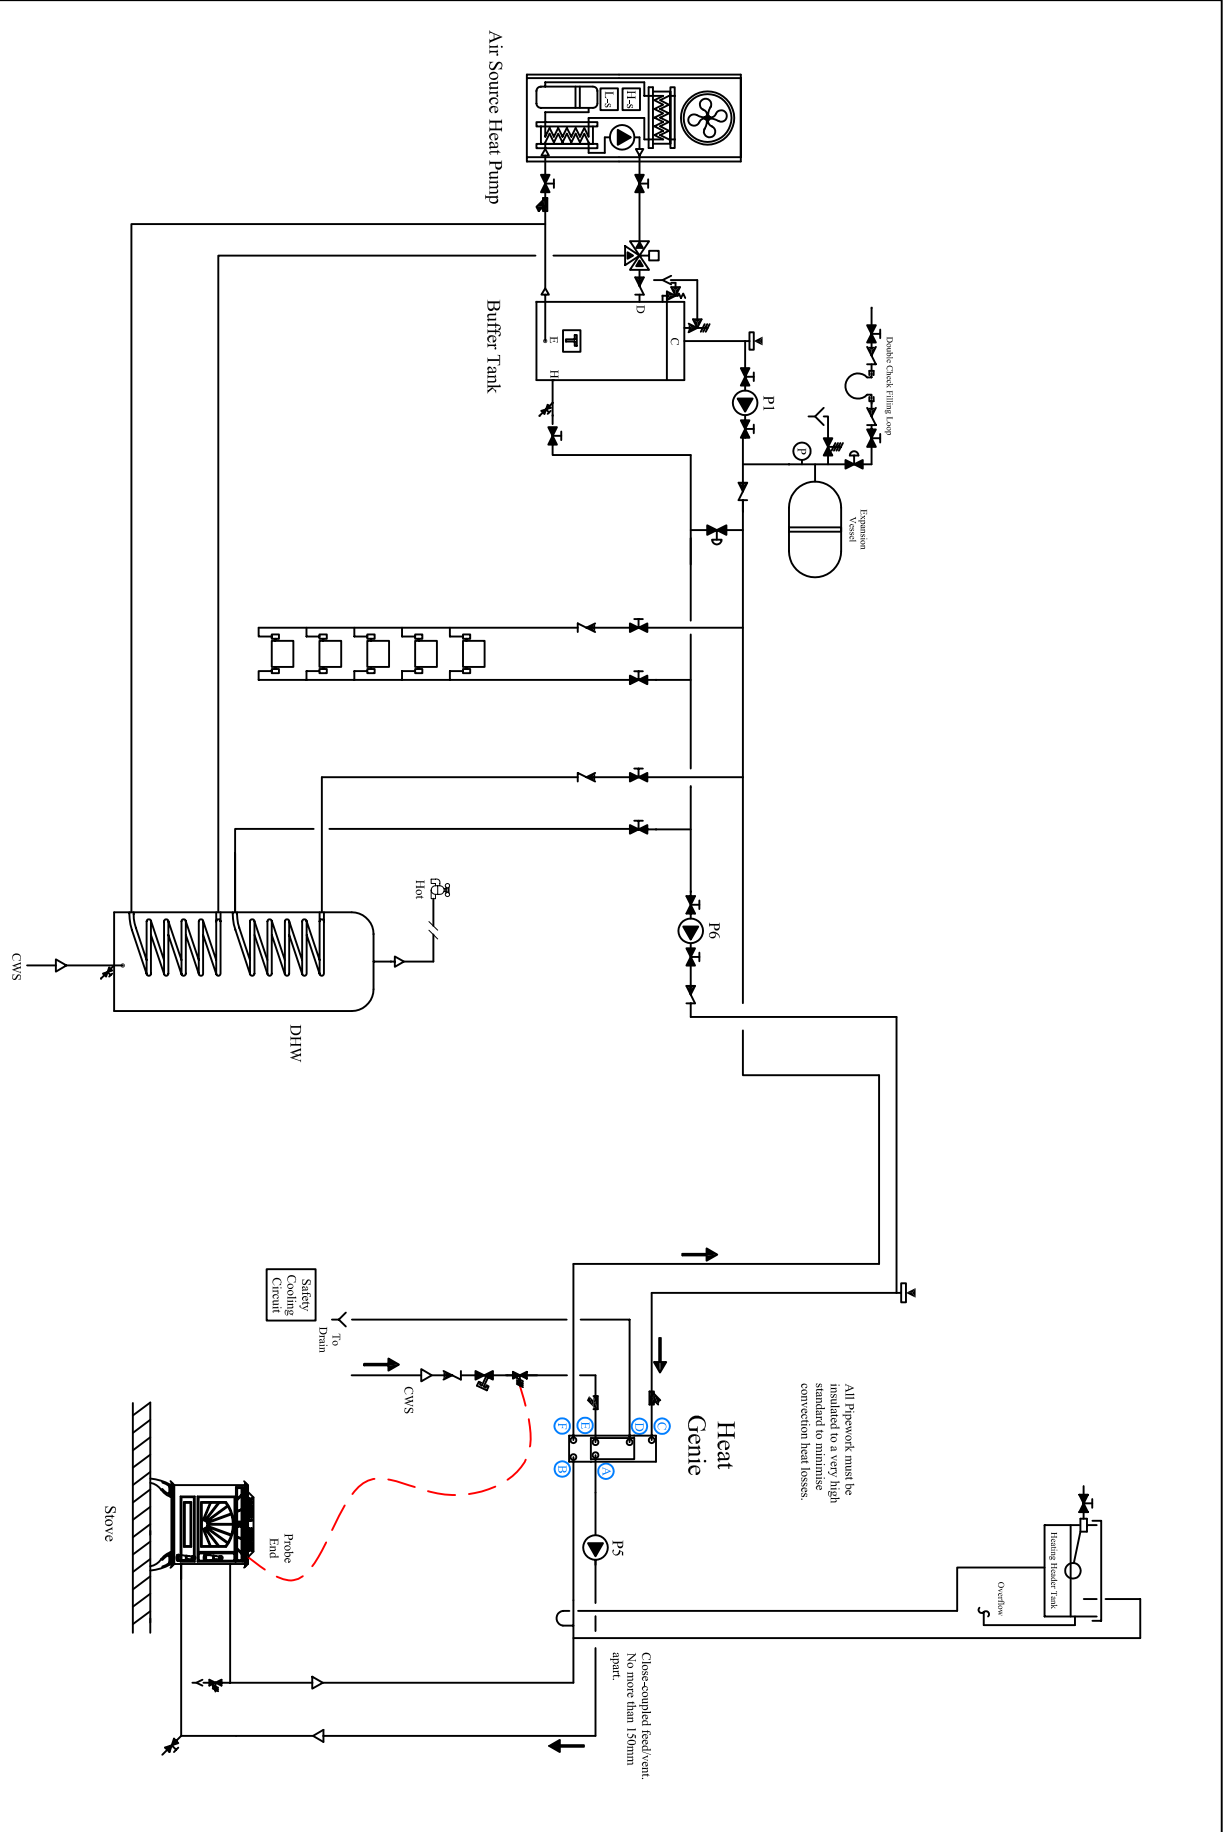 Air Source Heat Pump
H-s
L-s
Buffer Tank
D
C
E
T
H
P1
Double Check Filling Loop
P
Expansion
Vessel
P6
Hot
CWS
DHW
Safety
Cooling
Circuit
To
Drain
CWS
Heat
Genie
C
D
E
F
A
B
All Pipework must be
insulated to a very high
standard to minimise
convection heat losses.
P5
Heating Header Tank
Overflow
Close-coupled feed/vent.
No more than 150mm
apart.
Probe
End
Stove